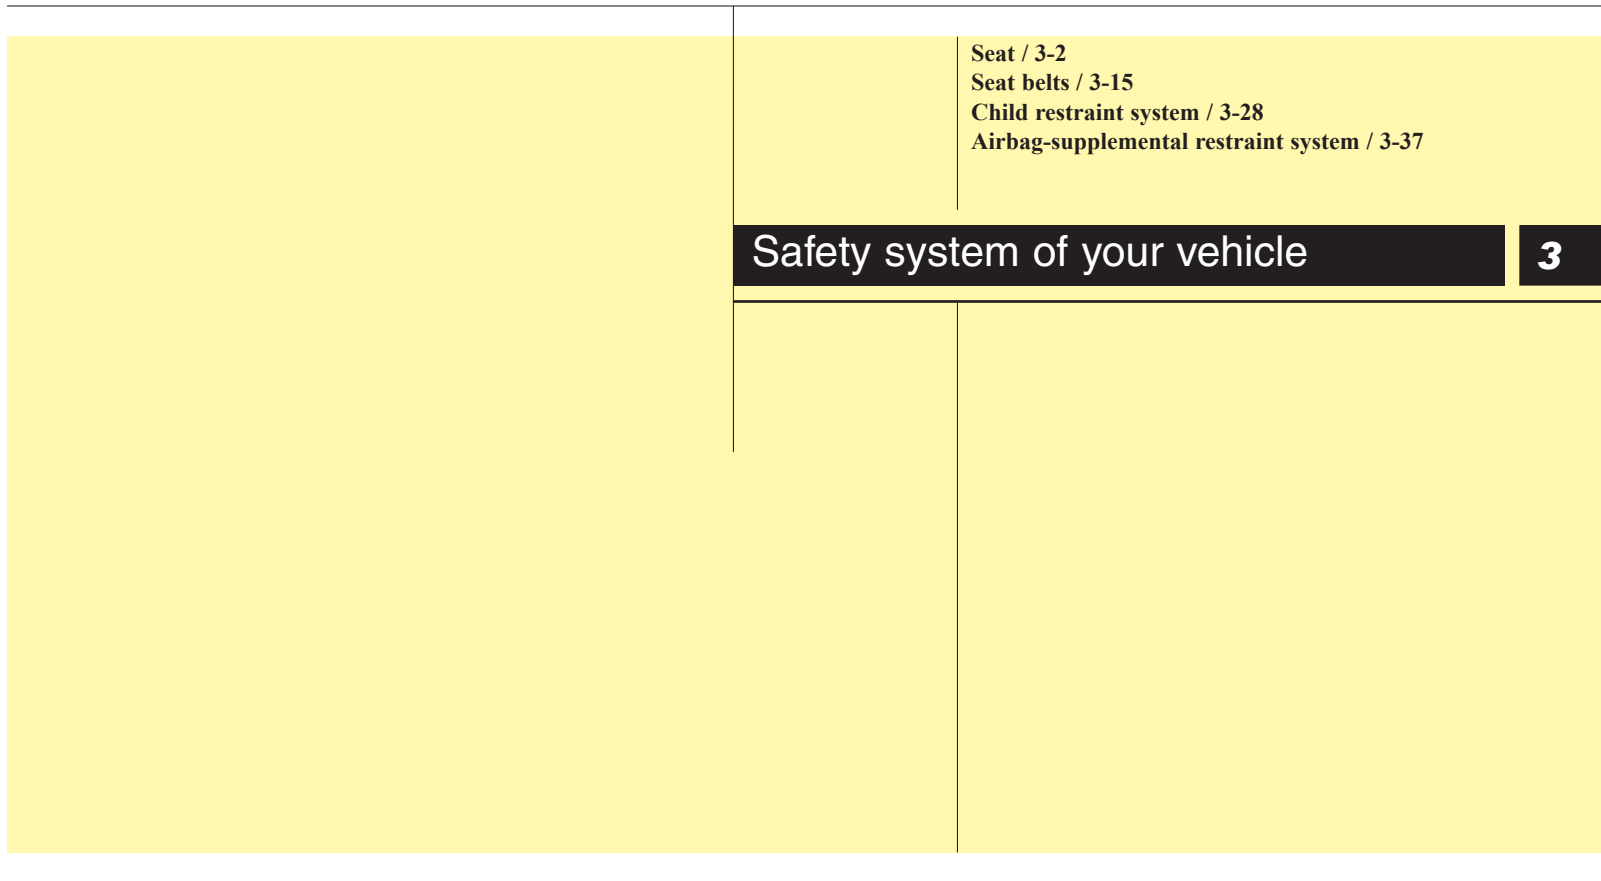 Seat / 3-2
Seat belts / 3-15
Child restraint system / 3-28
Airbag-supplemental restraint system / 3-37
Safety system of your vehicle
3